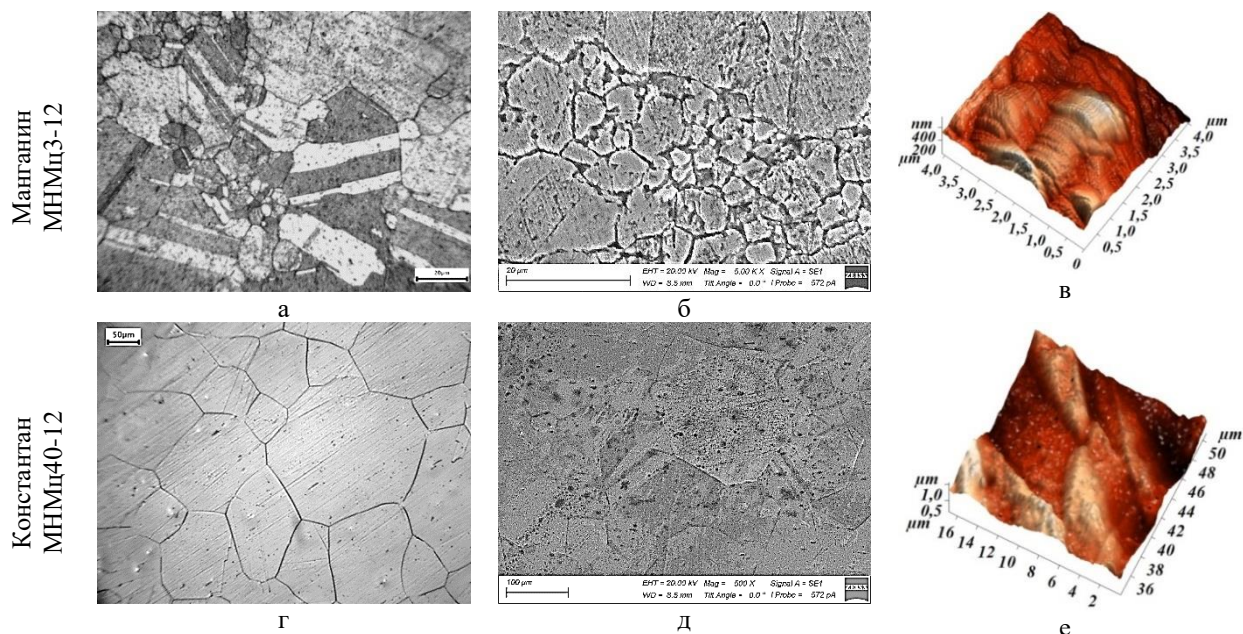 Манганин
МНМц3-12
20µm
20 µm
EHT = 20.00 kV Mag = 5.00 K X Signal A = SE1
WD = 8.5 mm Tilt Angle = 0.0 ° I Probe = 572 pA
ZEISS
nm
400
200
µm
4,0
3,5
3,0
2,5
2,0
1,5
1,0
0,5
0
0,5
1,0
1,5
2,0
2,5
3,0
3,5
4,0
µm
а
б
в
Константан
МНМц40-12
50µm
100 µm
EHT = 20.00 kV Mag = 500 X Signal A = SE1
WD = 8.5 mm Tilt Angle = 0.0 ° I Probe = 572 pA
ZEISS
µm
1,0
0,5
µm
16
14
12
10
8
6
4
2
36
38
40
42
44
46
48
50
µm
г
д
е